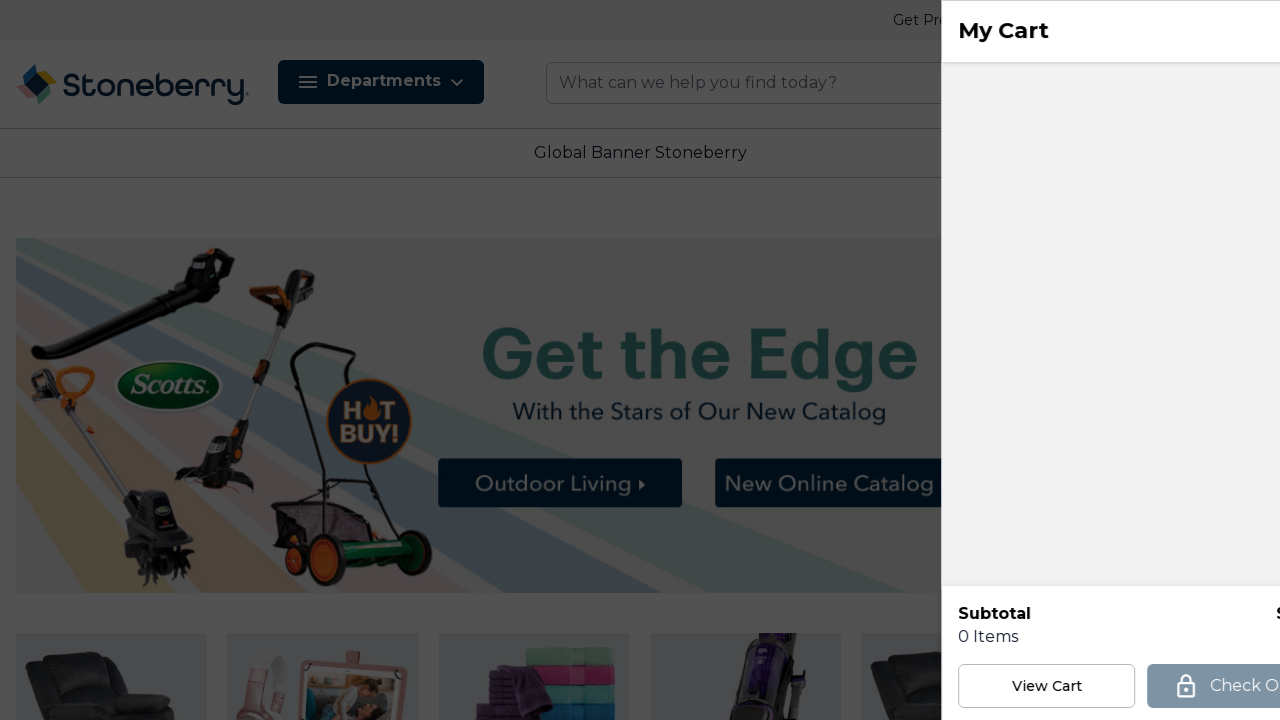 Get Pre
My Cart
Stoneberry
Departments
What can we help you find today?
Global Banner Stoneberry
Scotts
HOT
BUY!
Get the Edge
With the Stars of Our New Catalog
Outdoor Living
New Online Catalog
Subtotal
0 Items
View Cart
Check O